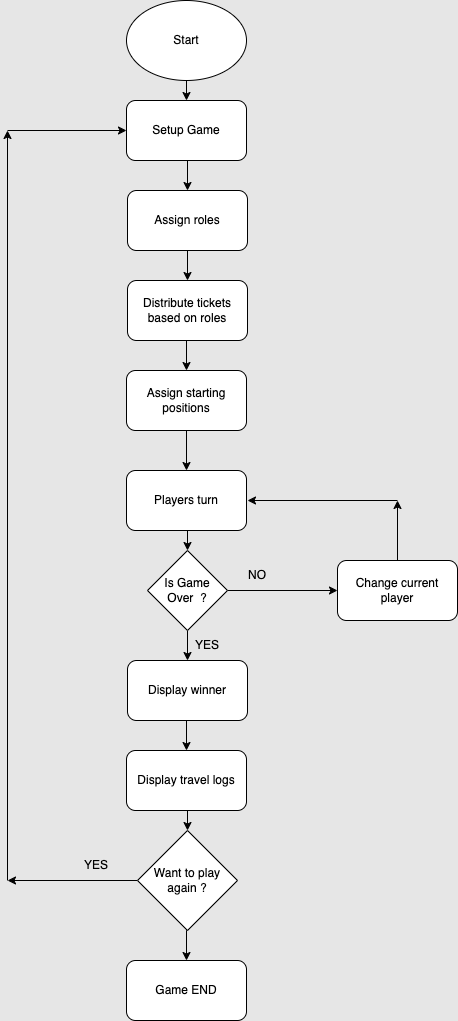 Start
Setup Game
Assign roles
Distribute tickets
based on roles
Assign starting
positions
Players turn
Is Game
Over ?
NO
Change current
player
YES
Display winner
Display travel logs
Want to play
again ?
YES
Game END